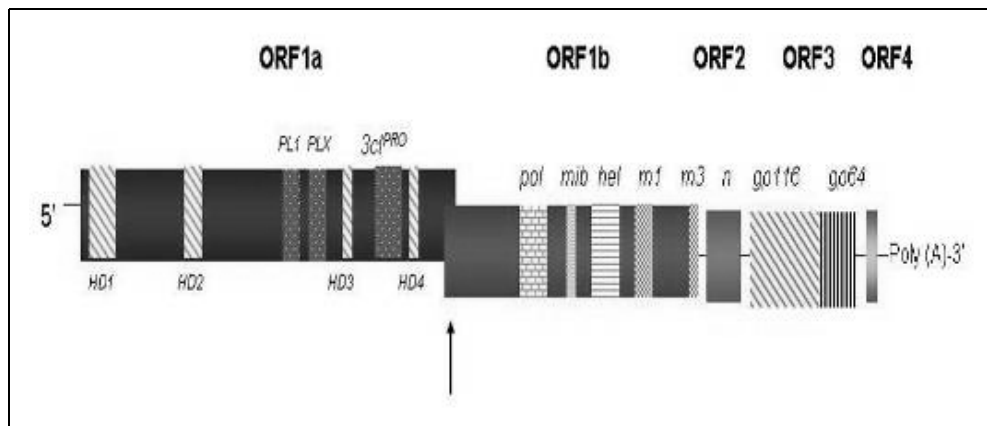 ORF1a ORF1b ORF2 ORF3 ORF4
PL1 PLX 3cl PRO
pol mib hel m1 m3 n gp116 gp64
5'
Poly (A)-3'
HD1 HD2 HD3 HD4